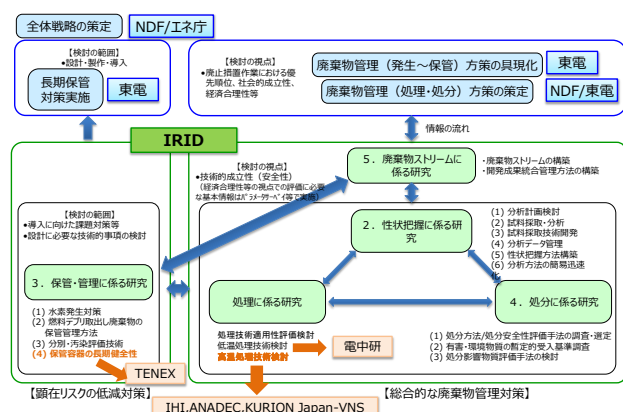 全体戦略の策定
NDF/エネ庁
【検討の範囲】
・設計・製作・導入
長期保管
対策実施
東電
【検討の視点】
●廃止措置作業における優
先順位、社会的成立性、
経済合理性等
廃棄物管理（発生～保管）方策の具現化
東電
廃棄物管理（処理・処分）方策の策定
NDF/東電
情報の流れ
IRID
【検討の視点】
●技術的成立性（安全性）
（経済合理性等の視点での評価に必要
な基本情報はﾊﾟﾗﾒｰﾀｻｰﾍﾞｲ等で実施）
5．廃棄物ストリームに
係る研究
・廃棄物ストリームの構築
・開発成果統合管理方法の構築
【検討の範囲】
●導入に向けた課題対策等
●設計に必要な技術的事項の検討
3．保管・管理に係る研究
(1) 水素発生対策
(2) 燃料デブリ取出し廃棄物の
保管管理方法
(3) 分別・汚染評価技術
(4) 保管容器の長期健全性
TENEX
【顕在リスクの低減対策】
2．性状把握に係る研
究
(1) 分析計画検討
(2) 試料採取・分析
(3) 試料採取技術開発
(4) 分析データ管理
(5) 性状把握方法構築
(6) 分析方法の簡易迅速
化
処理に係る研究
4．処分に係る研究
処理技術適用性評価検討
低温処理技術検討
高温処理技術検討
電中研
(1) 処分方法/処分安全性評価手法の調査・選定
(2) 有害・環境物質の暫定的受入基準調査
(3) 処分影響物質評価手法の検討
【総合的な廃棄物管理対策】
IHI,ANADEC,KURION Japan-VNS